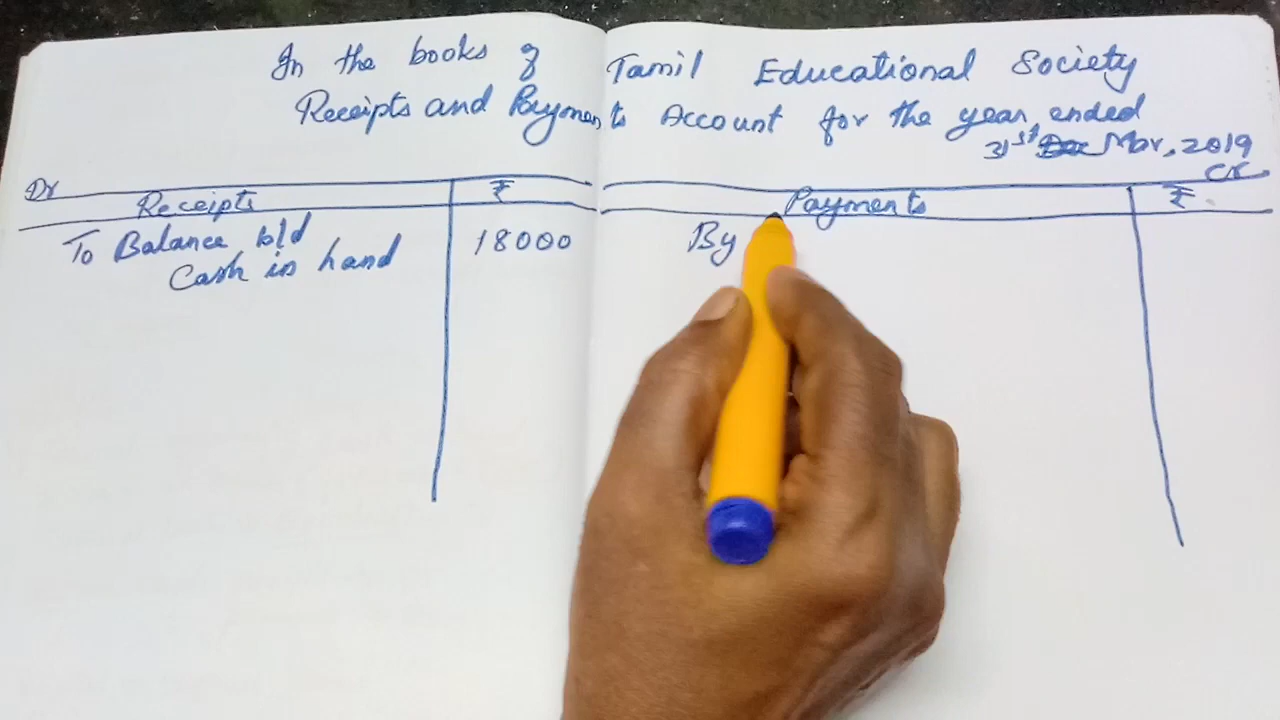 In the books of Tamil Educational Society
Receipts and Payments Account for the year ended
31st Mar, 2019
Dr Cr
Receipts ₹ Payments ₹
To Balance b/d 18000 By
Cash in hand